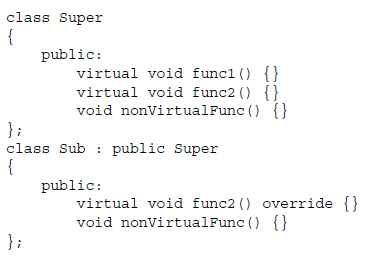 class Super
{
    public:
        virtual void func1() {}
        virtual void func2() {}
        void nonVirtualFunc() {}
};
class Sub : public Super
{
    public:
        virtual void func2() override {}
        void nonVirtualFunc() {}
};